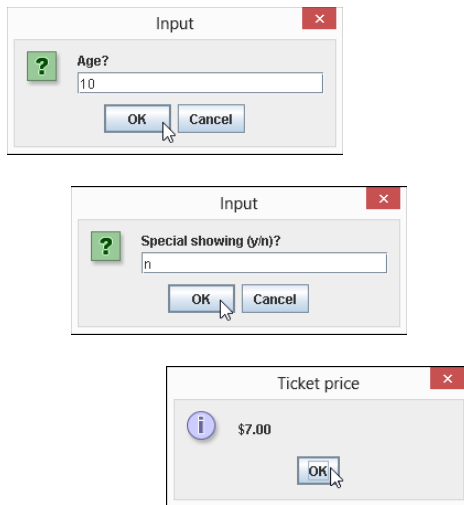 Input
Age?
10
OK Cancel
Input
Special showing (y/n)?
n
OK Cancel
Ticket price
$7.00
OK